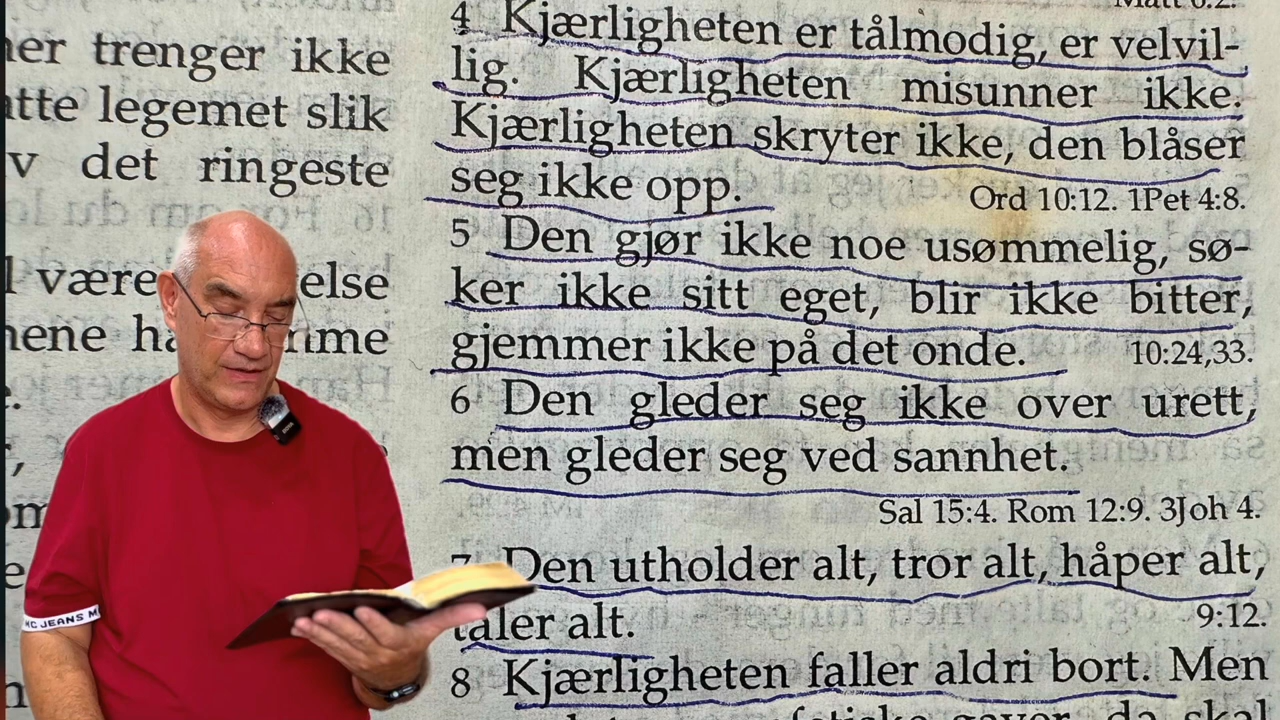 ner trenger ikke
atte legemet slik
v det ringeste
l være else
nene ha mme
Matt 6:2.
4 Kjærligheten er tålmodig, er velvil-
lig. Kjærligheten misunner ikke.
Kjærligheten skryter ikke, den blåser
seg ikke opp. Ord 10:12. 1Pet 4:8.
5 Den gjør ikke noe usømmelig, sø-
ker ikke sitt eget, blir ikke bitter,
gjemmer ikke på det onde. 10:24,33.
6 Den gleder seg ikke over urett,
men gleder seg ved sannhet.
Sal 15:4. Rom 12:9. 3Joh 4.
7 Den utholder alt, tror alt, håper alt,
tåler alt. 9:12.
8 Kjærligheten faller aldri bort. Men
da skal
MC JEANS M